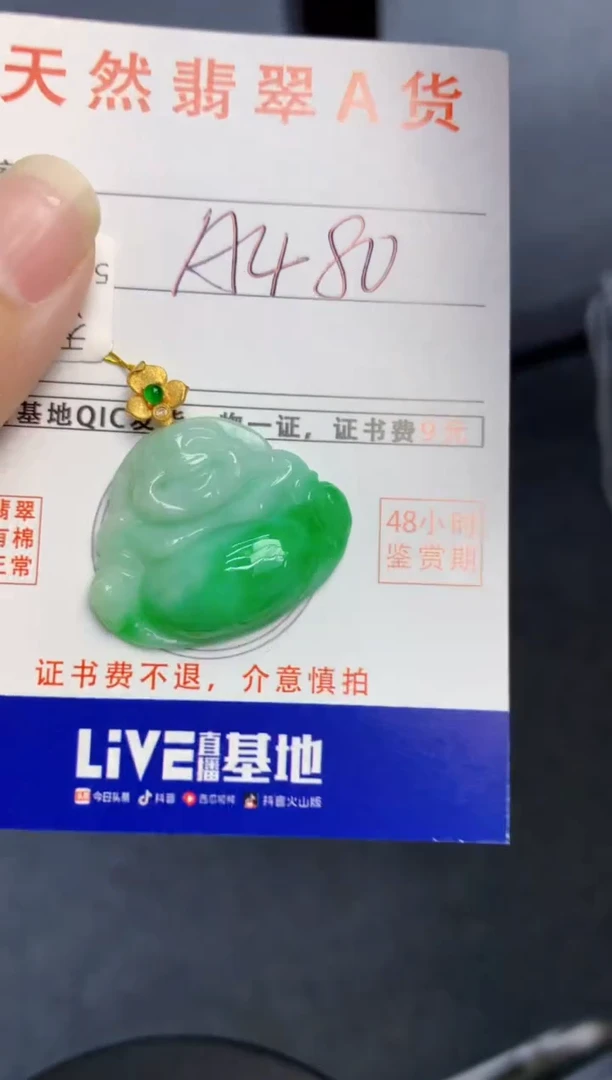 天然翡翠A货
A480
基地QIC发货 物一证，证书费9元
翡翠
有棉
正常
48小时
鉴赏期
证书费不退，介意慎拍
LiVE直播基地
今日头条 抖音 西瓜视频 抖音火山版